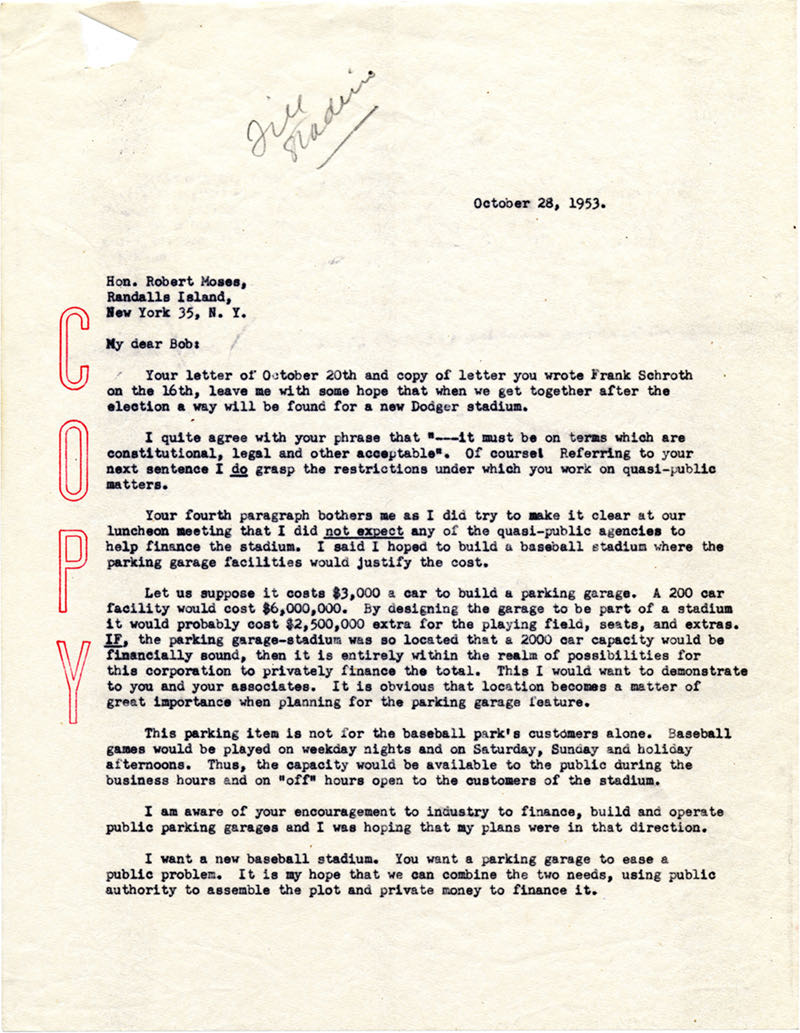 File
Stadium
October 28, 1953.
Hon. Robert Moses,
Randalls Island,
New York 35, N. Y.
COPY
My dear Bob:
Your letter of October 20th and copy of letter you wrote Frank Schroth
on the 16th, leave me with some hope that when we get together after the
election a way will be found for a new Dodger stadium.
I quite agree with your phrase that "---it must be on terms which are
constitutional, legal and other acceptable". Of course! Referring to your
next sentence I do grasp the restrictions under which you work on quasi-public
matters.
Your fourth paragraph bothers me as I did try to make it clear at our
luncheon meeting that I did not expect any of the quasi-public agencies to
help finance the stadium. I said I hoped to build a baseball stadium where the
parking garage facilities would justify the cost.
Let us suppose it costs $3,000 a car to build a parking garage. A 200 car
facility would cost $6,000,000. By designing the garage to be part of a stadium
it would probably cost $2,500,000 extra for the playing field, seats, and extras.
IF, the parking garage-stadium was so located that a 2000 car capacity would be
financially sound, then it is entirely within the realm of possibilities for
this corporation to privately finance the total. This I would want to demonstrate
to you and your associates. It is obvious that location becomes a matter of
great importance when planning for the parking garage feature.
This parking item is not for the baseball park's customers alone. Baseball
games would be played on weekday nights and on Saturday, Sunday and holiday
afternoons. Thus, the capacity would be available to the public during the
business hours and on "off" hours open to the customers of the stadium.
I am aware of your encouragement to industry to finance, build and operate
public parking garages and I was hoping that my plans were in that direction.
I want a new baseball stadium. You want a parking garage to ease a
public problem. It is my hope that we can combine the two needs, using public
authority to assemble the plot and private money to finance it.